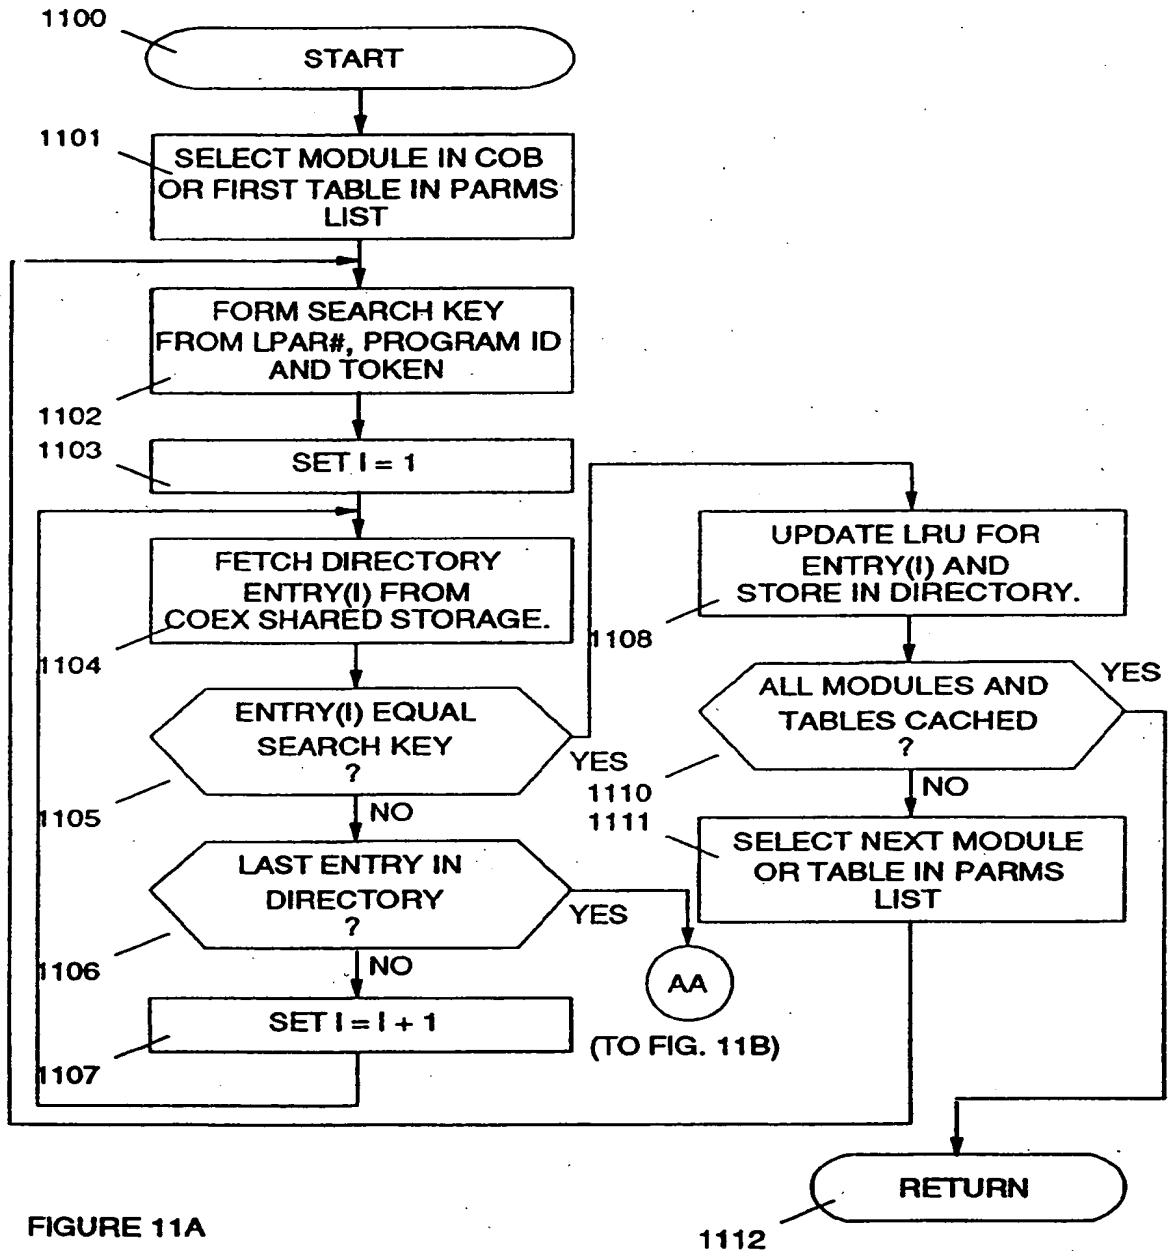 1100
START
1101
SELECT MODULE IN COB
OR FIRST TABLE IN PARMS
LIST
FORM SEARCH KEY
FROM LPAR#, PROGRAM ID
AND TOKEN
1102
1103
SET I = 1
FETCH DIRECTORY
ENTRY(I) FROM
COEX SHARED STORAGE.
1104
ENTRY(I) EQUAL
SEARCH KEY
?
YES
1105
NO
LAST ENTRY IN
DIRECTORY
?
YES
1106
NO
SET I = I + 1
1107
AA
(TO FIG. 11B)
UPDATE LRU FOR
ENTRY(I) AND
STORE IN DIRECTORY.
1108
ALL MODULES AND
TABLES CACHED
?
YES
1110
NO
1111
SELECT NEXT MODULE
OR TABLE IN PARMS
LIST
RETURN
1112
FIGURE 11A